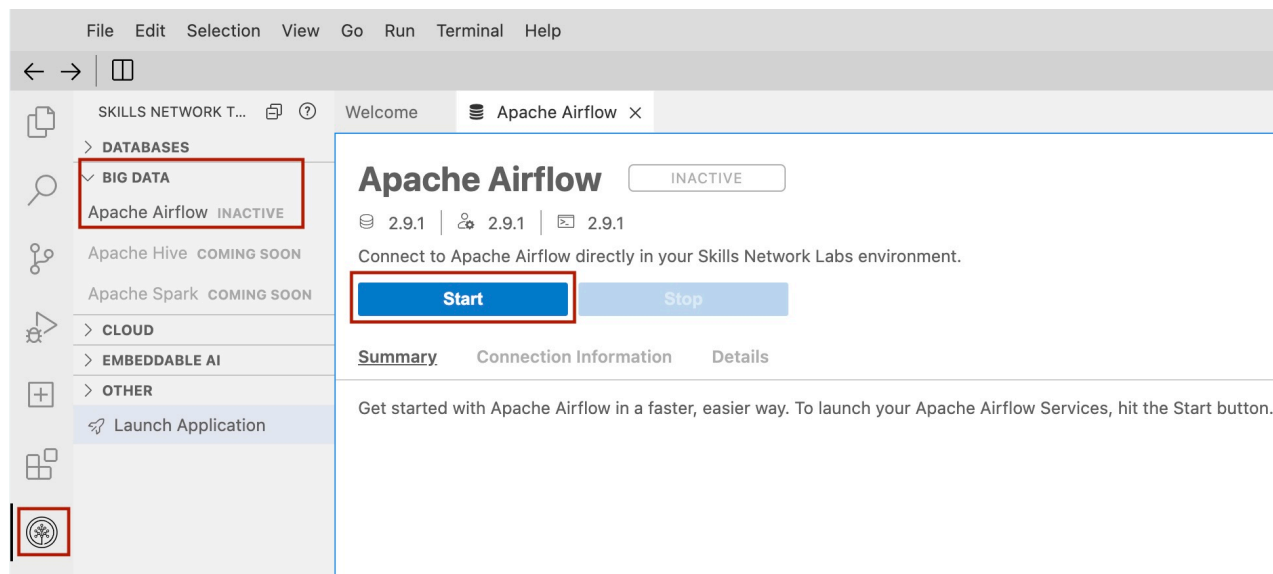 File Edit Selection View Go Run Terminal Help
SKILLS NETWORK T...
DATABASES
BIG DATA
Apache Airflow INACTIVE
Apache Hive COMING SOON
Apache Spark COMING SOON
CLOUD
EMBEDDABLE AI
OTHER
Launch Application
Welcome Apache Airflow
Apache Airflow INACTIVE
2.9.1 2.9.1 2.9.1
Connect to Apache Airflow directly in your Skills Network Labs environment.
Start Stop
Summary Connection Information Details
Get started with Apache Airflow in a faster, easier way. To launch your Apache Airflow Services, hit the Start button.